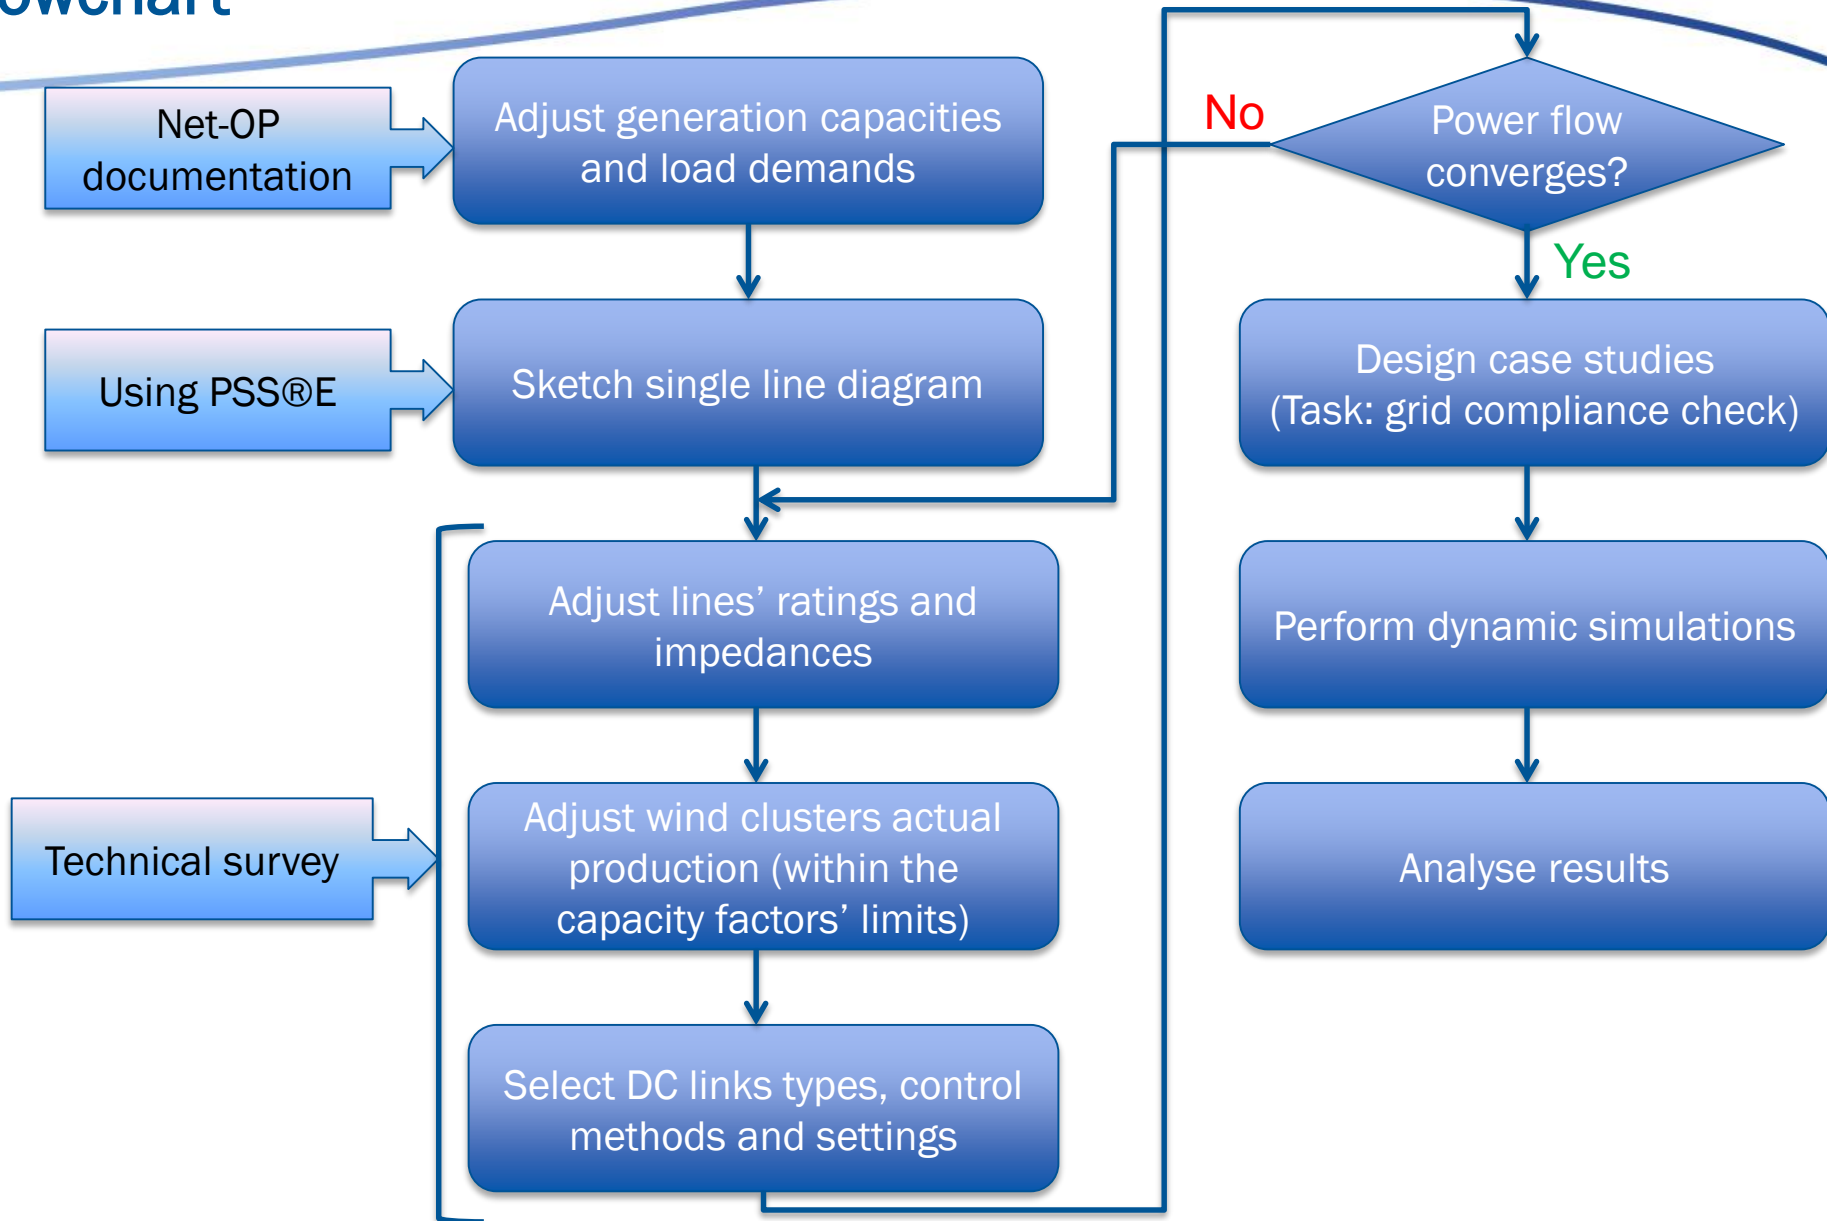 Net-OP
documentation
Adjust generation capacities
and load demands
Using PSS®E
Sketch single line diagram
Adjust lines’ ratings and
impedances
Technical survey
Adjust wind clusters actual
production (within the
capacity factors’ limits)
Select DC links types, control
methods and settings
No
Power flow
converges?
Yes
Design case studies
(Task: grid compliance check)
Perform dynamic simulations
Analyse results